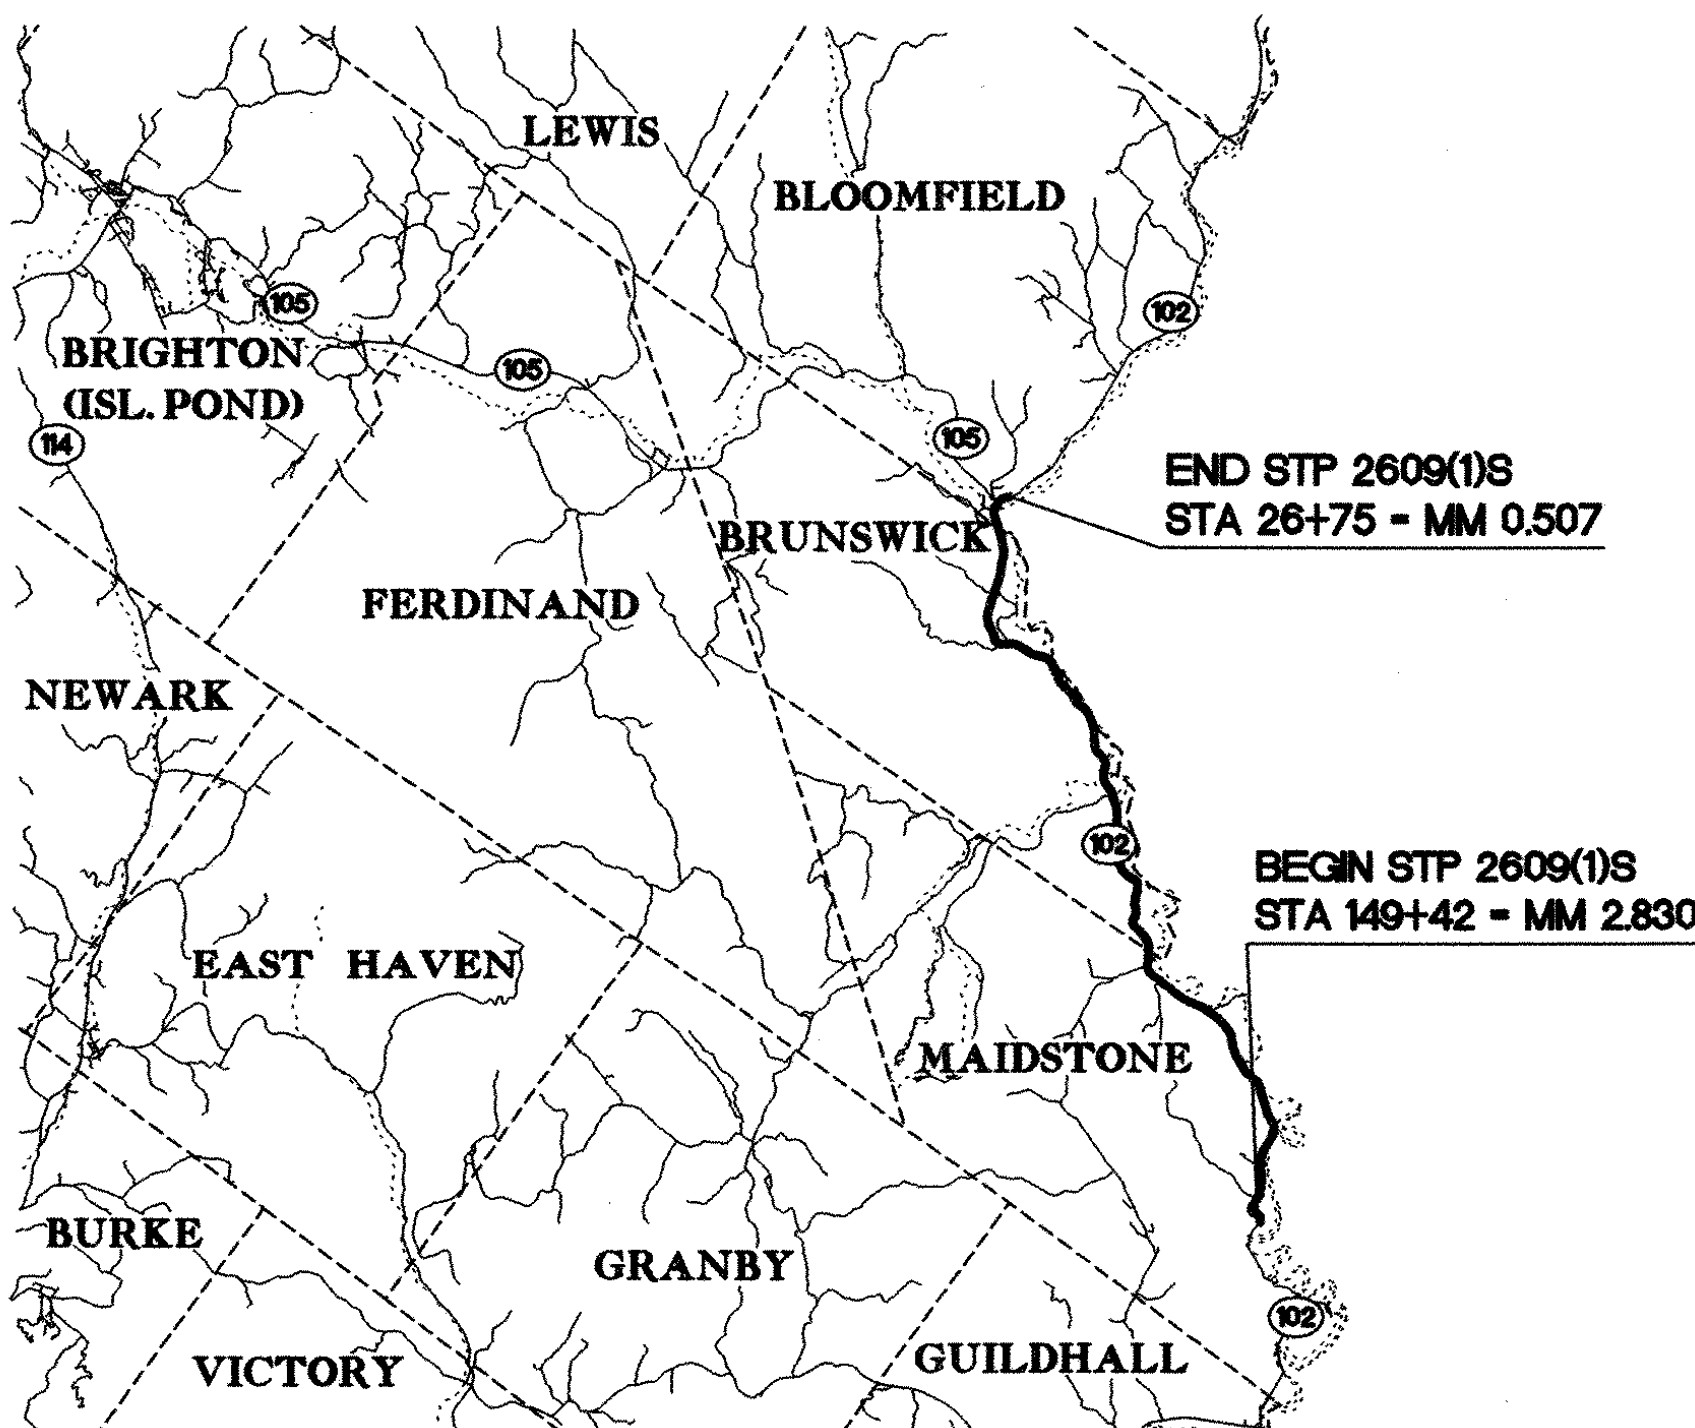 LEWIS
BLOOMFIELD
105
102
BRIGHTON
(ISL. POND)
105
114
105
END STP 2609(1)S
STA 26+75 - MM 0.507
BRUNSWICK
FERDINAND
NEWARK
102
BEGIN STP 2609(1)S
STA 149+42 - MM 2.830
EAST HAVEN
MAIDSTONE
BURKE
GRANBY
102
VICTORY
GUILDHALL